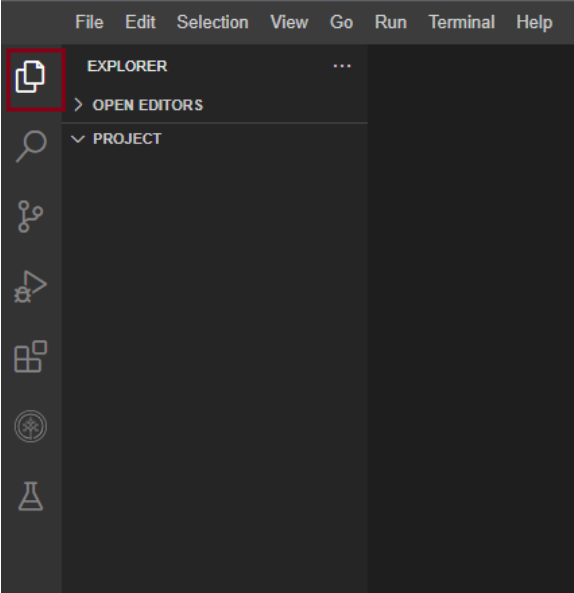 File Edit Selection View Go Run Terminal Help
EXPLORER ···
OPEN EDITORS
PROJECT